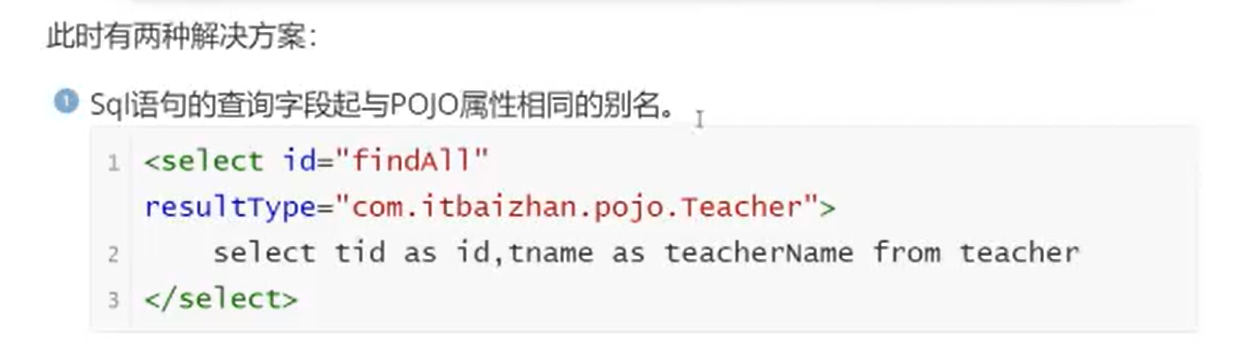 此时有两种解决方案：
1 Sql语句的查询字段起与POJO属性相同的别名。
1 <select id="findAll"
resultType="com.itbaizhan.pojo.Teacher">
2 select tid as id,tname as teacherName from teacher
3 </select>